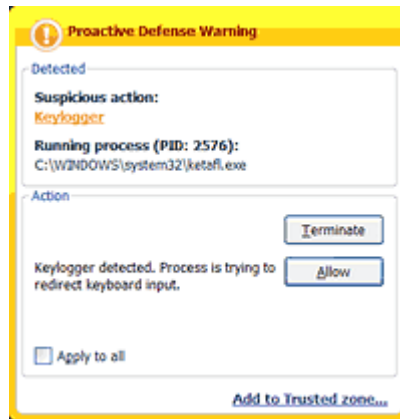 Proactive Defense Warning
Detected
Suspicious action:
Keylogger
Running process (PID: 2576):
C:\WINDOWS\system32\ketafl.exe
Action
Terminate
Keylogger detected. Process is trying to
redirect keyboard input.
Allow
Apply to all
Add to Trusted zone...